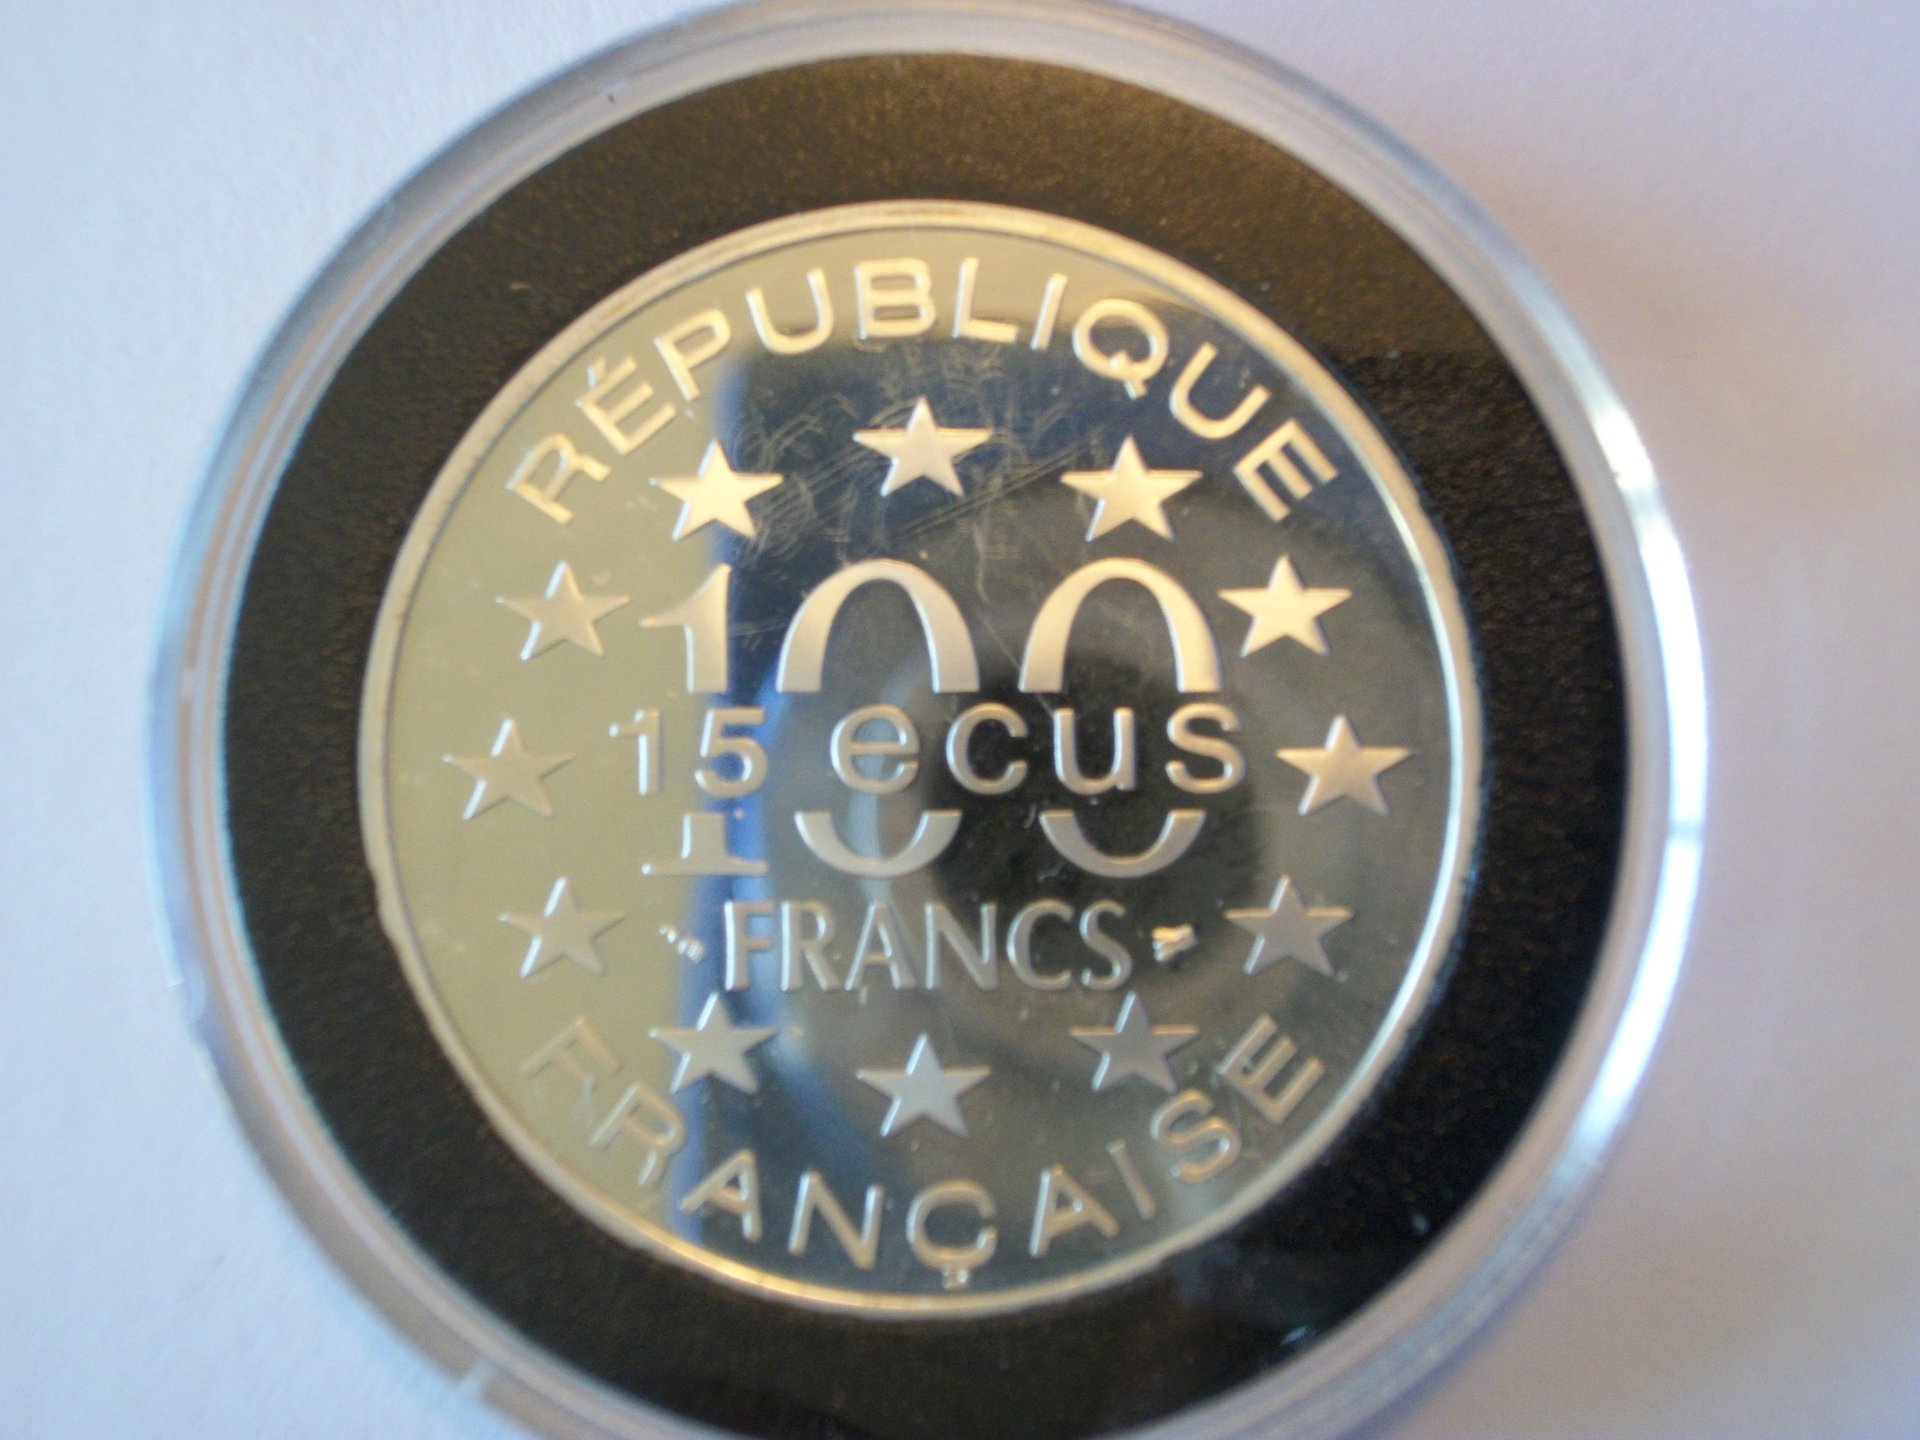 RÉPUBLIQUE
100
15 ecus
FRANCS
FRANÇAISE